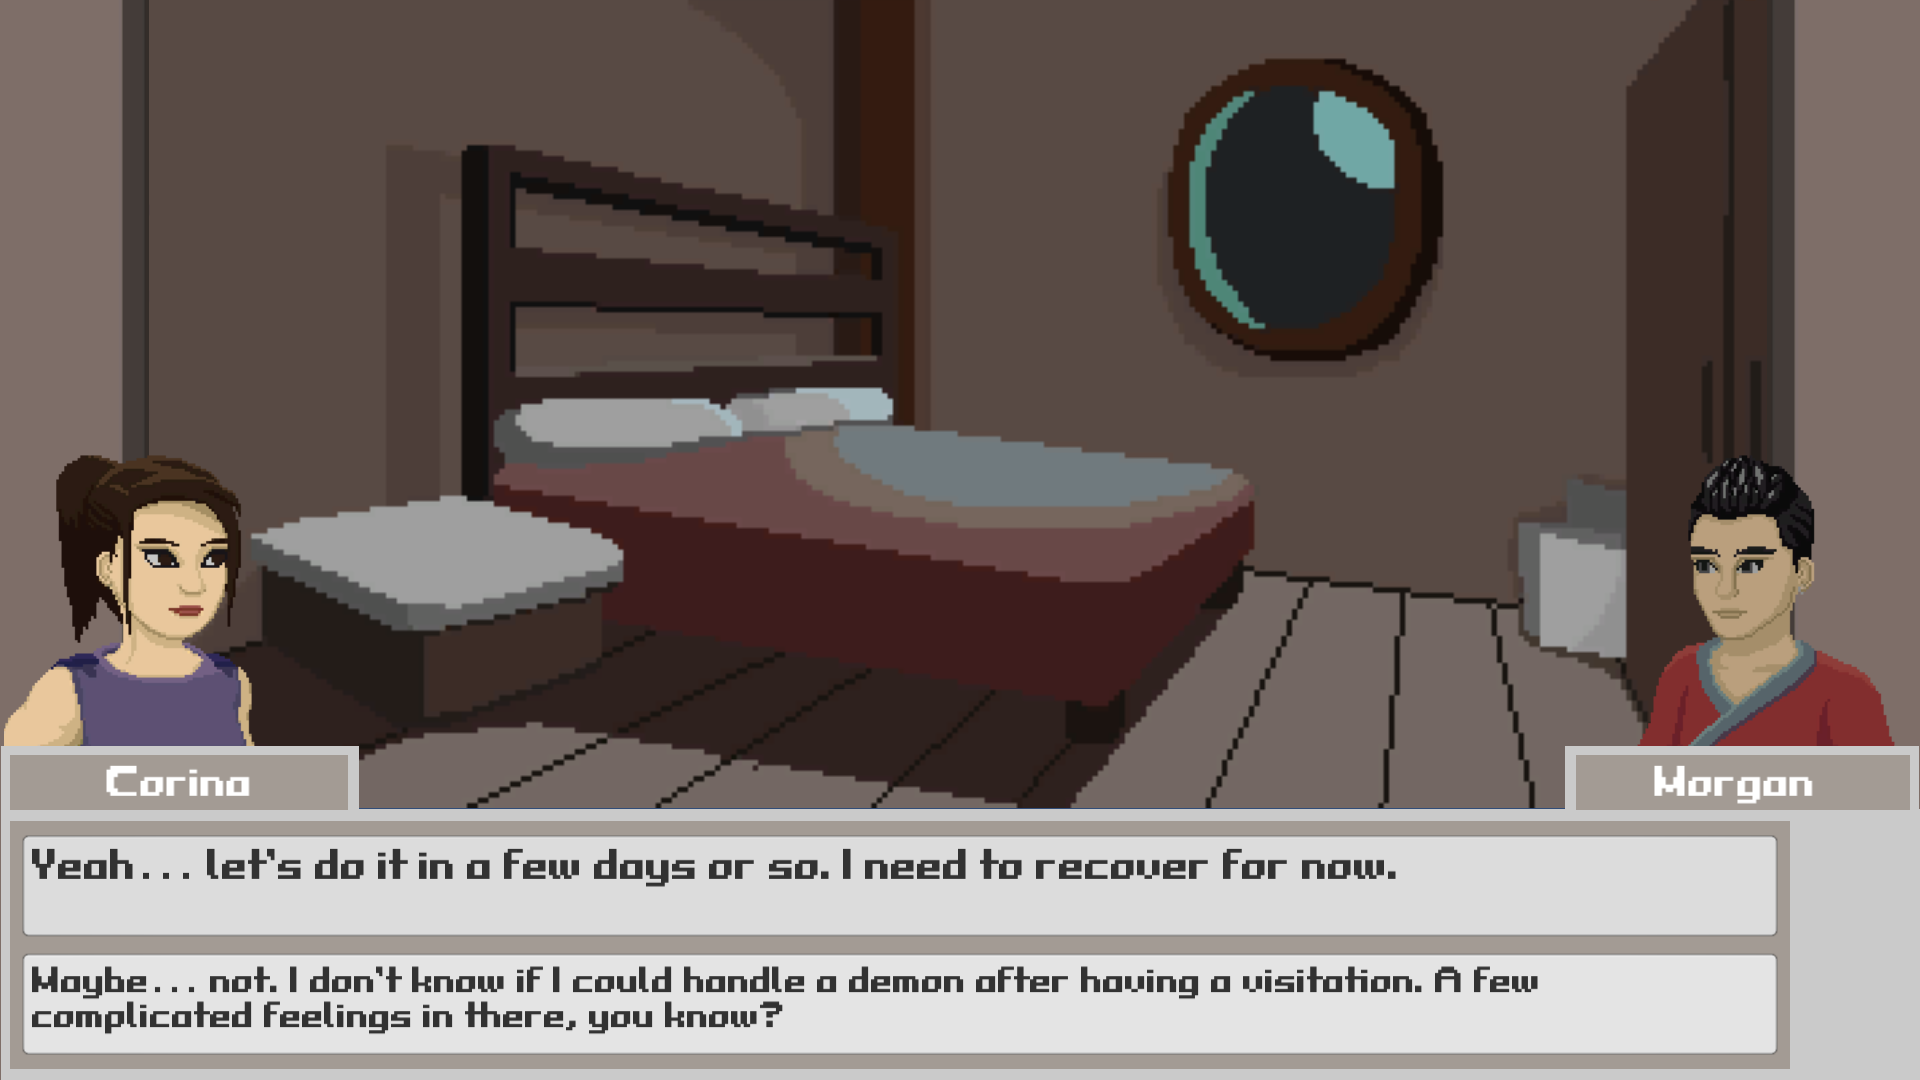 Corina
Morgan
Yeah... let's do it in a few days or so. I need to recover for now.
Maybe... not. I don't know if I could handle a demon after having a visitation. A few
complicated feelings in there, you know?